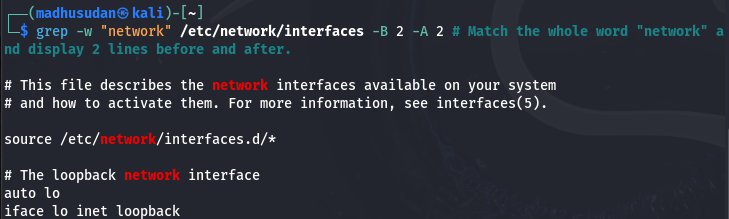 ┌──(madhusudan㉿kali)-[~]
└─$ grep -w "network" /etc/network/interfaces -B 2 -A 2 # Match the whole word "network" a
nd display 2 lines before and after.
# This file describes the network interfaces available on your system
# and how to activate them. For more information, see interfaces(5).
source /etc/network/interfaces.d/*
# The loopback network interface
auto lo
iface lo inet loopback